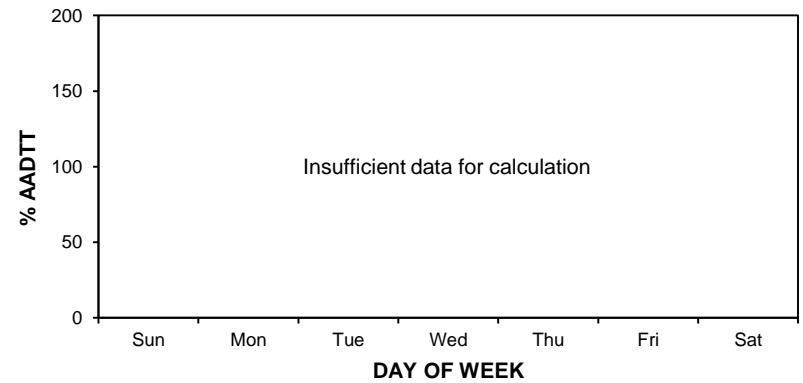 200
150
100
50
0
% AADTT
Insufficient data for calculation
Sun Mon Tue Wed Thu Fri Sat
DAY OF WEEK